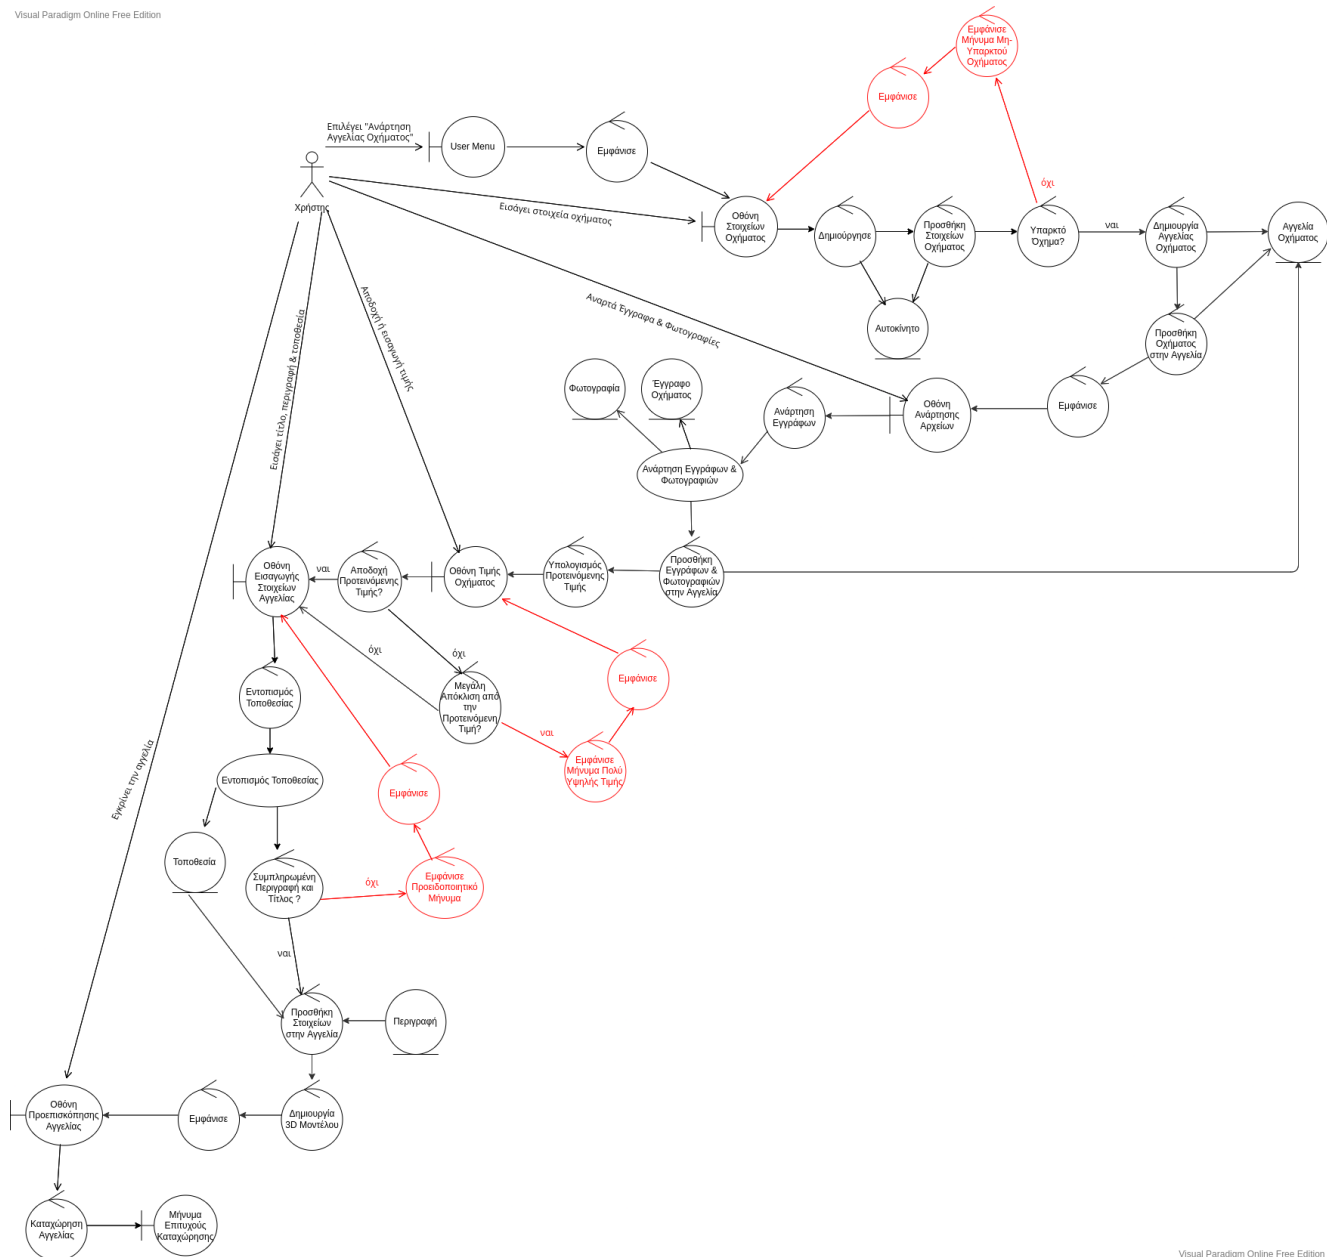 Visual Paradigm Online Free Edition
Εμφάνισε
Μήνυμα Μη-
Υπαρκτού
Οχήματος
Εμφάνισε
Επιλέγει "Ανάρτηση
Αγγελίας Οχήματος"
User Menu
Εμφάνισε
Χρήστης
Εισάγει στοιχεία οχήματος
όχι
Οθόνη
Στοιχείων
Οχήματος
Δημιούργησε
Προσθήκη
Στοιχείων
Οχήματος
Υπαρκτό
Όχημα?
ναι
Δημιουργία
Αγγελίας
Οχήματος
Αγγελία
Οχήματος
Αναρτά Έγγραφα & Φωτογραφίες
Αποδοχή ή εισαγωγή τιμής
Εισάγει τίτλο, περιγραφή & τοποθεσία
Αυτοκίνητο
Προσθήκη
Οχήματος
στην Αγγελία
Φωτογραφία
Έγγραφο
Οχήματος
Ανάρτηση
Εγγράφων
Οθόνη
Ανάρτησης
Αρχείων
Εμφάνισε
Ανάρτηση Εγγράφων &
Φωτογραφιών
Οθόνη
Εισαγωγής
Στοιχείων
Αγγελίας
ναι
Αποδοχή
Προτεινόμενης
Τιμής?
Οθόνη Τιμής
Οχήματος
Υπολογισμός
Προτεινόμενης
Τιμής
Προσθήκη
Εγγράφων &
Φωτογραφιών
στην Αγγελία
όχι
όχι
Εμφάνισε
Εντοπισμός
Τοποθεσίας
Μεγάλη
Απόκλιση από
την
Προτεινόμενη
Τιμή?
ναι
Εμφάνισε
Μήνυμα Πολύ
Υψηλής Τιμής
Εγκρίνει την αγγελία
Εντοπισμός Τοποθεσίας
Εμφάνισε
Τοποθεσία
Συμπληρωμένη
Περιγραφή και
Τίτλος ?
όχι
Εμφάνισε
Προειδοποιητικό
Μήνυμα
ναι
Προσθήκη
Στοιχείων
στην Αγγελία
Περιγραφή
Οθόνη
Προεπισκόπησης
Αγγελίας
Εμφάνισε
Δημιουργία
3D Μοντέλου
Καταχώρηση
Αγγελίας
Μήνυμα
Επιτυχούς
Καταχώρησης
Visual Paradigm Online Free Edition